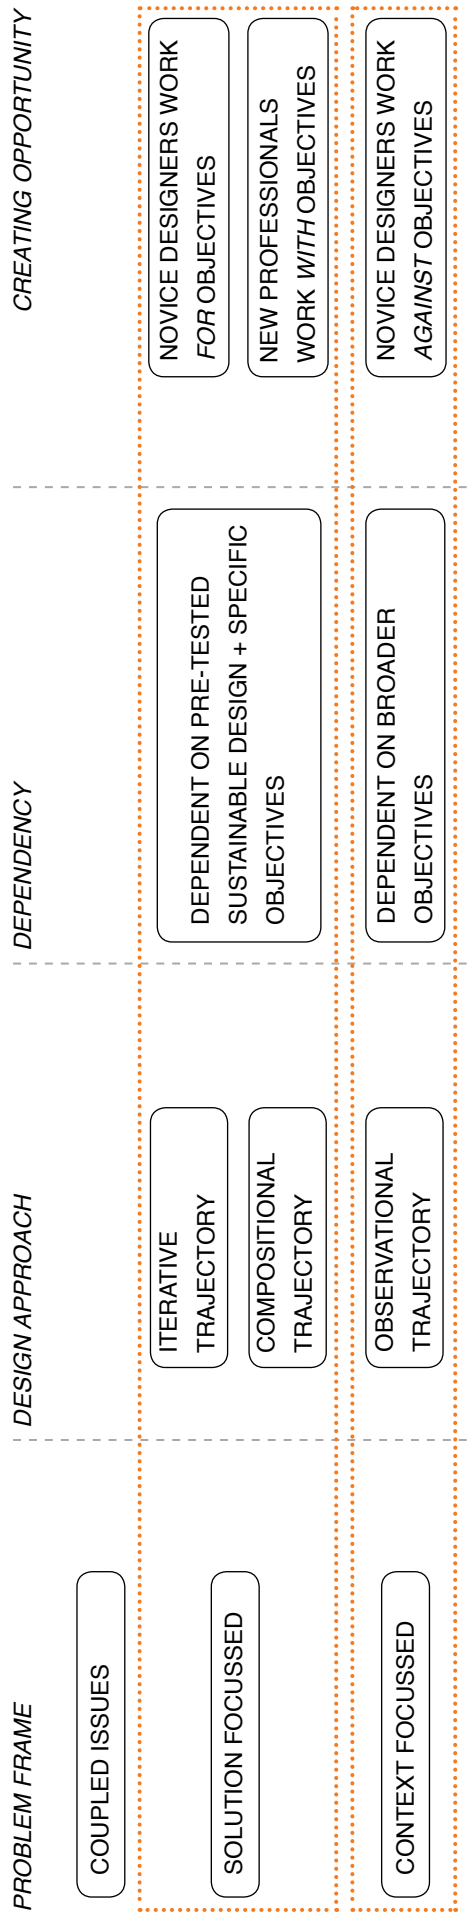 PROBLEM FRAME
DESIGN APPROACH
DEPENDENCY
CREATING OPPORTUNITY
COUPLED ISSUES
SOLUTION FOCUSSED
ITERATIVE
TRAJECTORY
COMPOSITIONAL
TRAJECTORY
DEPENDENT ON PRE-TESTED
SUSTAINABLE DESIGN + SPECIFIC
OBJECTIVES
NOVICE DESIGNERS WORK
FOR OBJECTIVES
NEW PROFESSIONALS
WORK WITH OBJECTIVES
CONTEXT FOCUSSED
OBSERVATIONAL
TRAJECTORY
DEPENDENT ON BROADER
OBJECTIVES
NOVICE DESIGNERS WORK
AGAINST OBJECTIVES